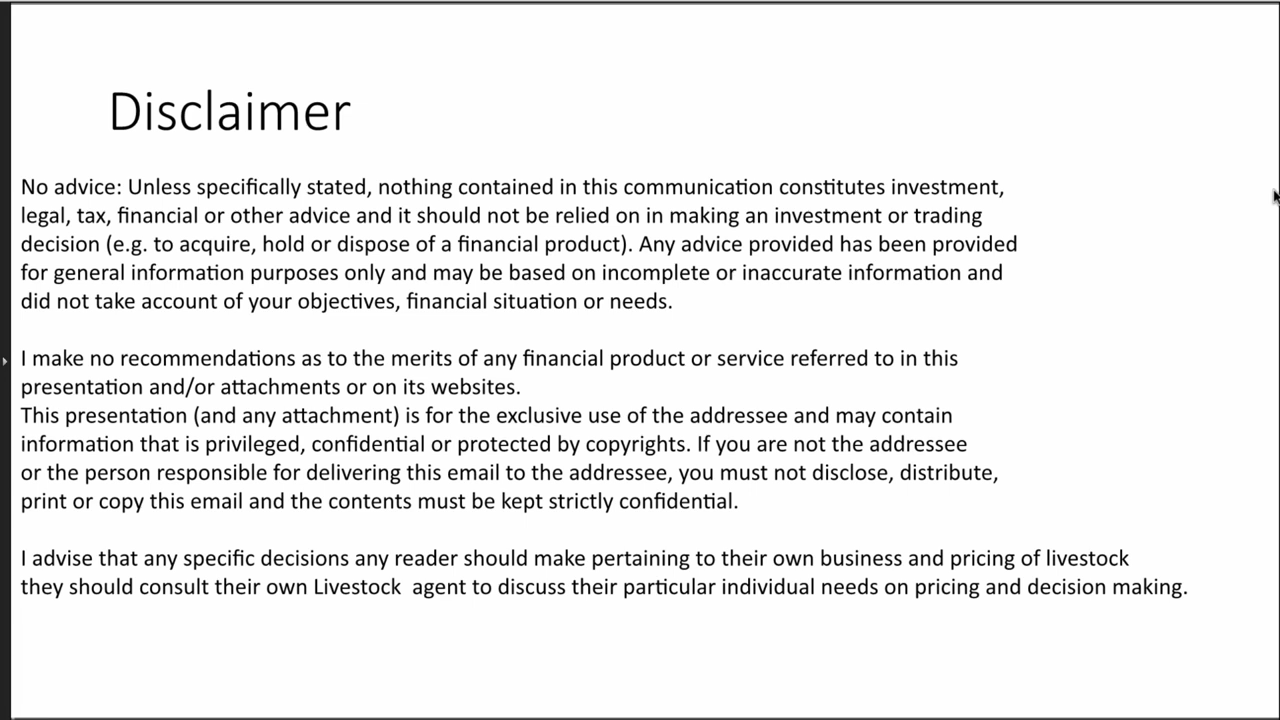 Disclaimer
No advice: Unless specifically stated, nothing contained in this communication constitutes investment,
legal, tax, financial or other advice and it should not be relied on in making an investment or trading
decision (e.g. to acquire, hold or dispose of a financial product). Any advice provided has been provided
for general information purposes only and may be based on incomplete or inaccurate information and
did not take account of your objectives, financial situation or needs.
I make no recommendations as to the merits of any financial product or service referred to in this
presentation and/or attachments or on its websites.
This presentation (and any attachment) is for the exclusive use of the addressee and may contain
information that is privileged, confidential or protected by copyrights. If you are not the addressee
or the person responsible for delivering this email to the addressee, you must not disclose, distribute,
print or copy this email and the contents must be kept strictly confidential.
I advise that any specific decisions any reader should make pertaining to their own business and pricing of livestock
they should consult their own Livestock  agent to discuss their particular individual needs on pricing and decision making.